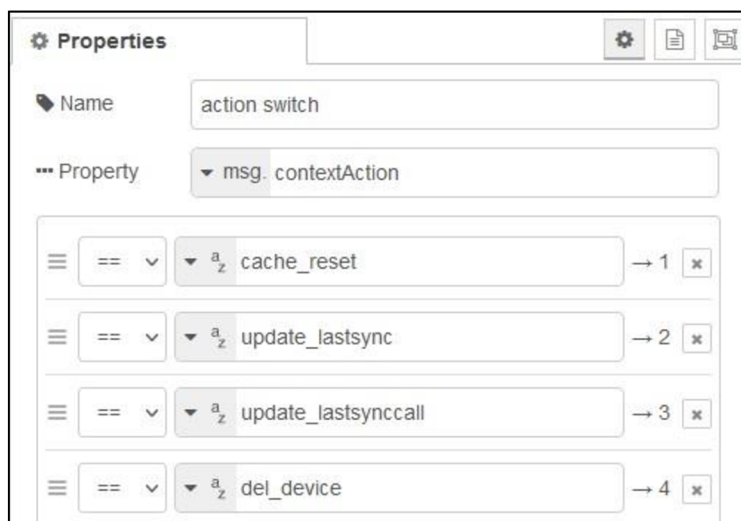 Properties
Name action switch
Property msg. contextAction
== a z cache_reset → 1 x
== a z update_lastsync → 2 x
== a z update_lastsynccall → 3 x
== a z del_device → 4 x